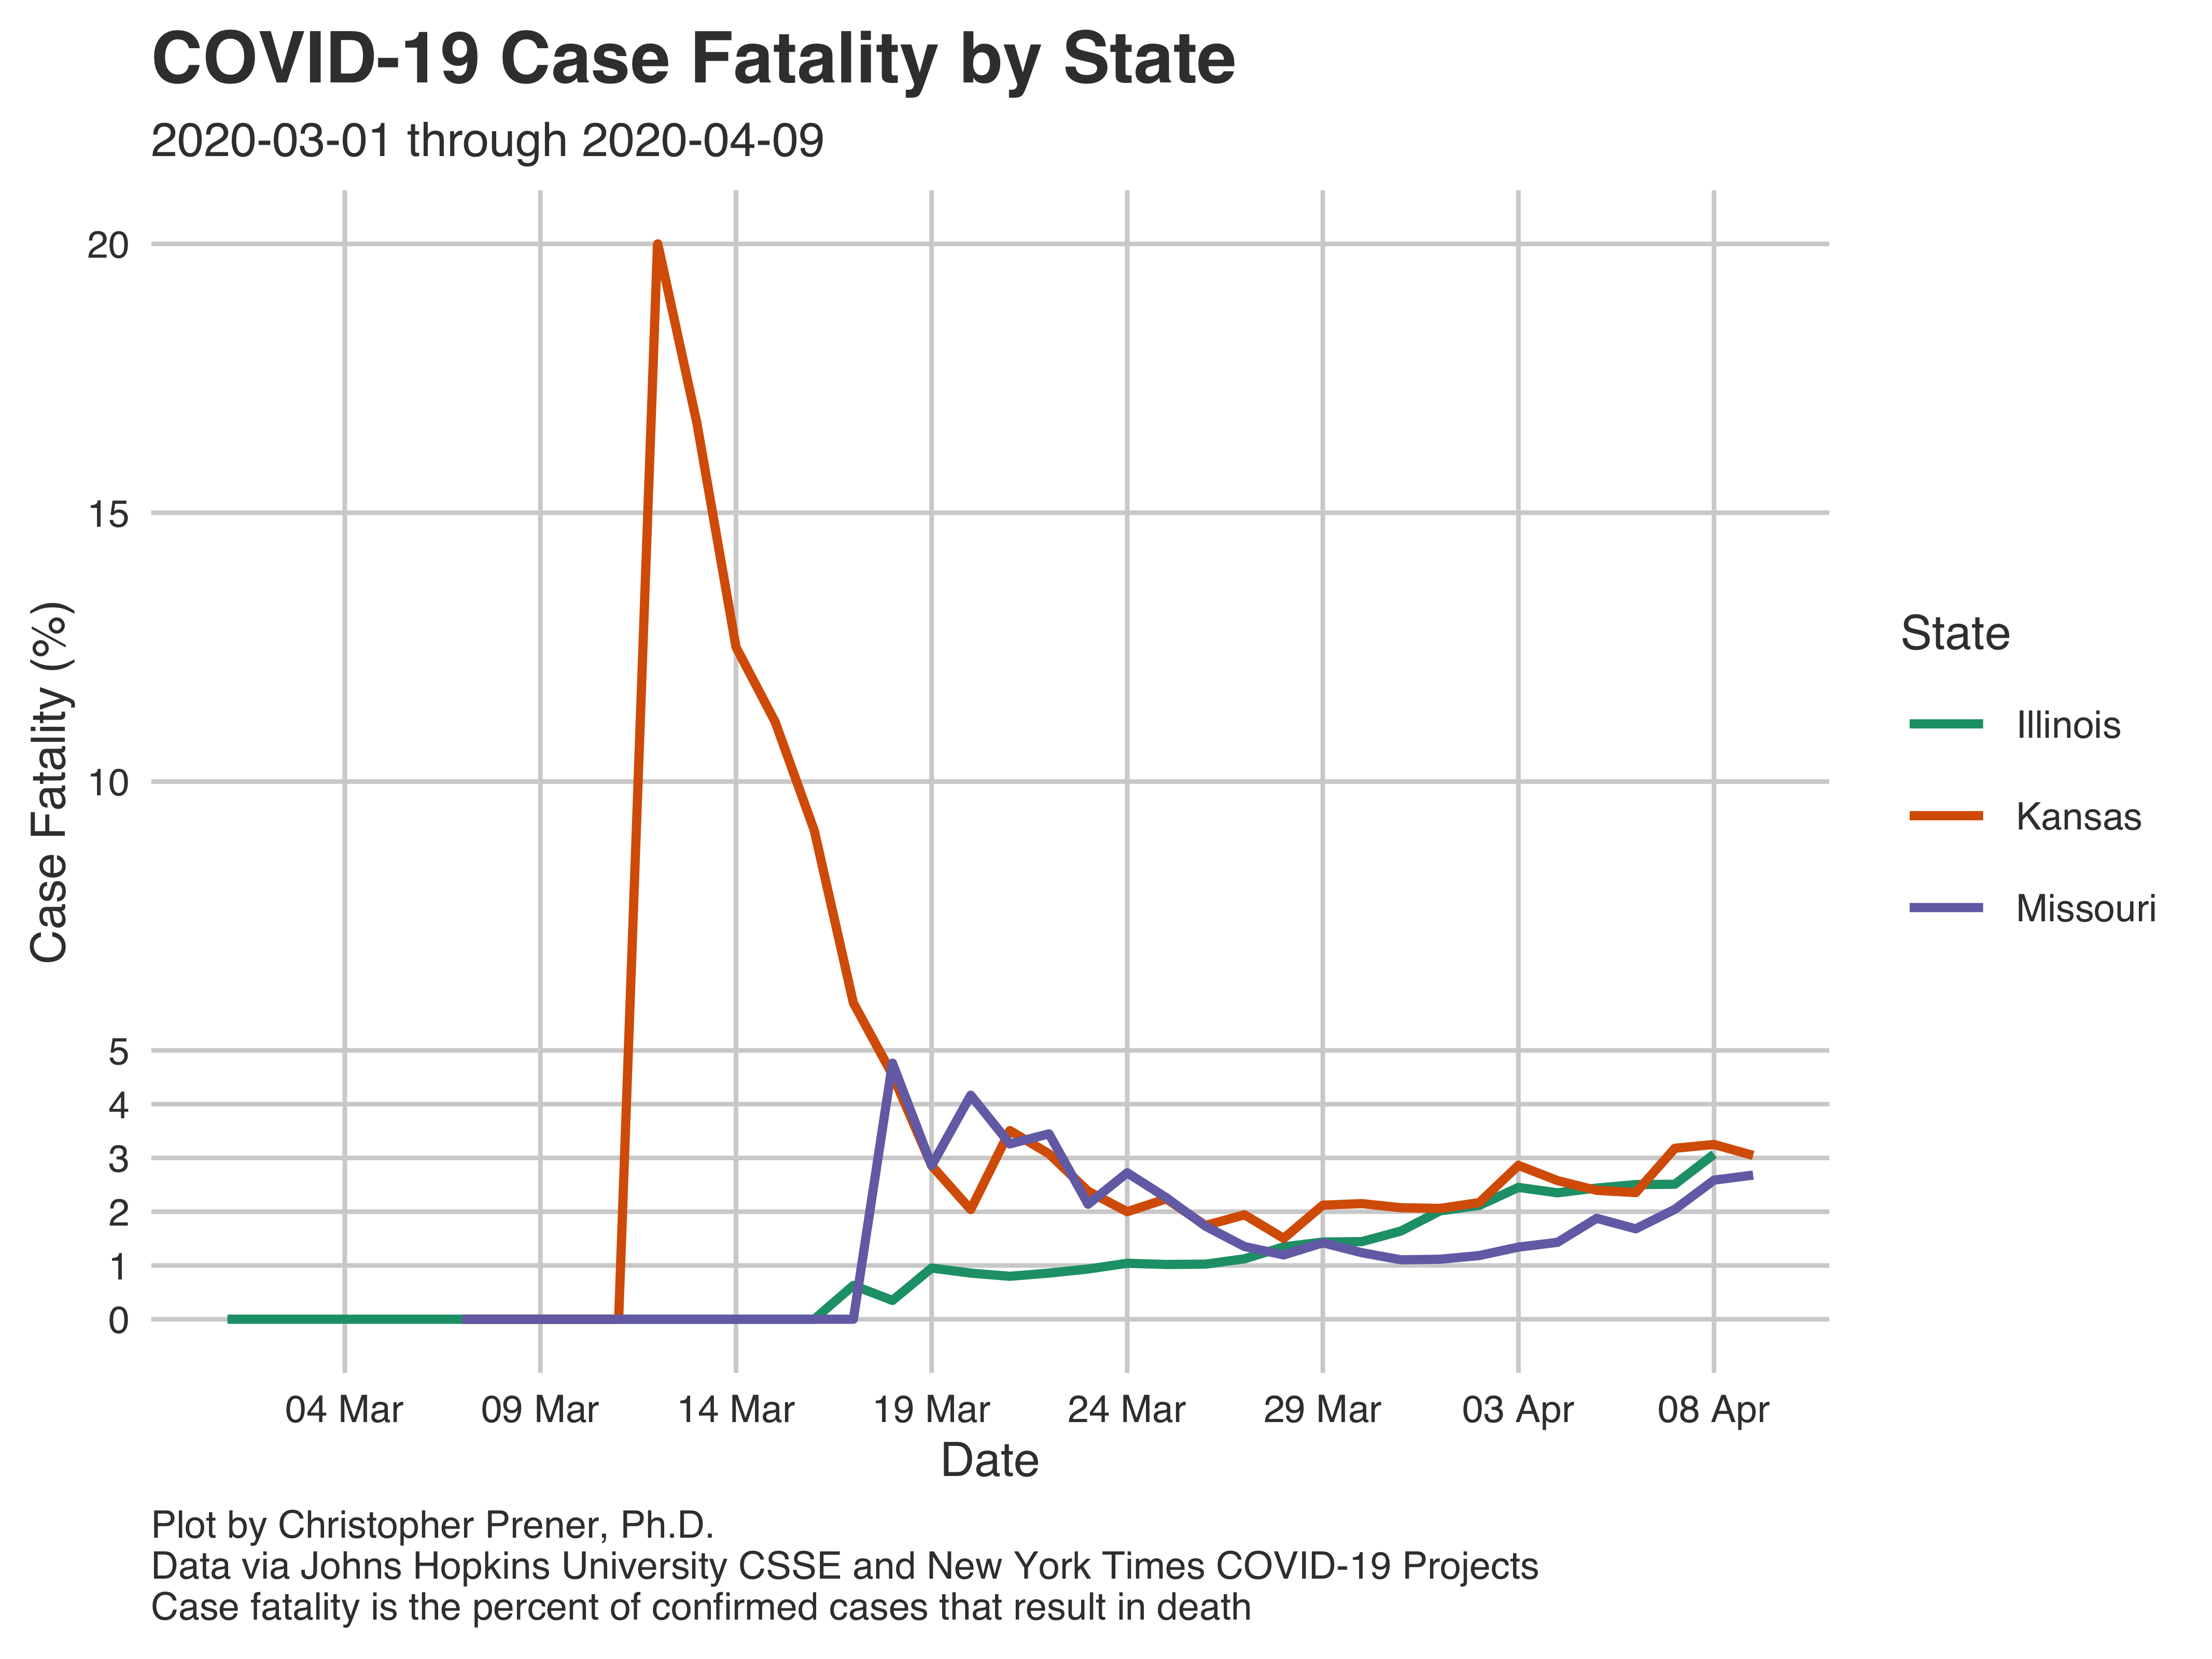 COVID-19 Case Fatality by State
2020-03-01 through 2020-04-09
20
15
10
5
4
3
2
1
0
Case Fatality (%)
04 Mar
09 Mar
14 Mar
19 Mar
24 Mar
29 Mar
03 Apr
08 Apr
Date
State
Illinois
Kansas
Missouri
Plot by Christopher Prener, Ph.D.
Data via Johns Hopkins University CSSE and New York Times COVID-19 Projects
Case fatality is the percent of confirmed cases that result in death